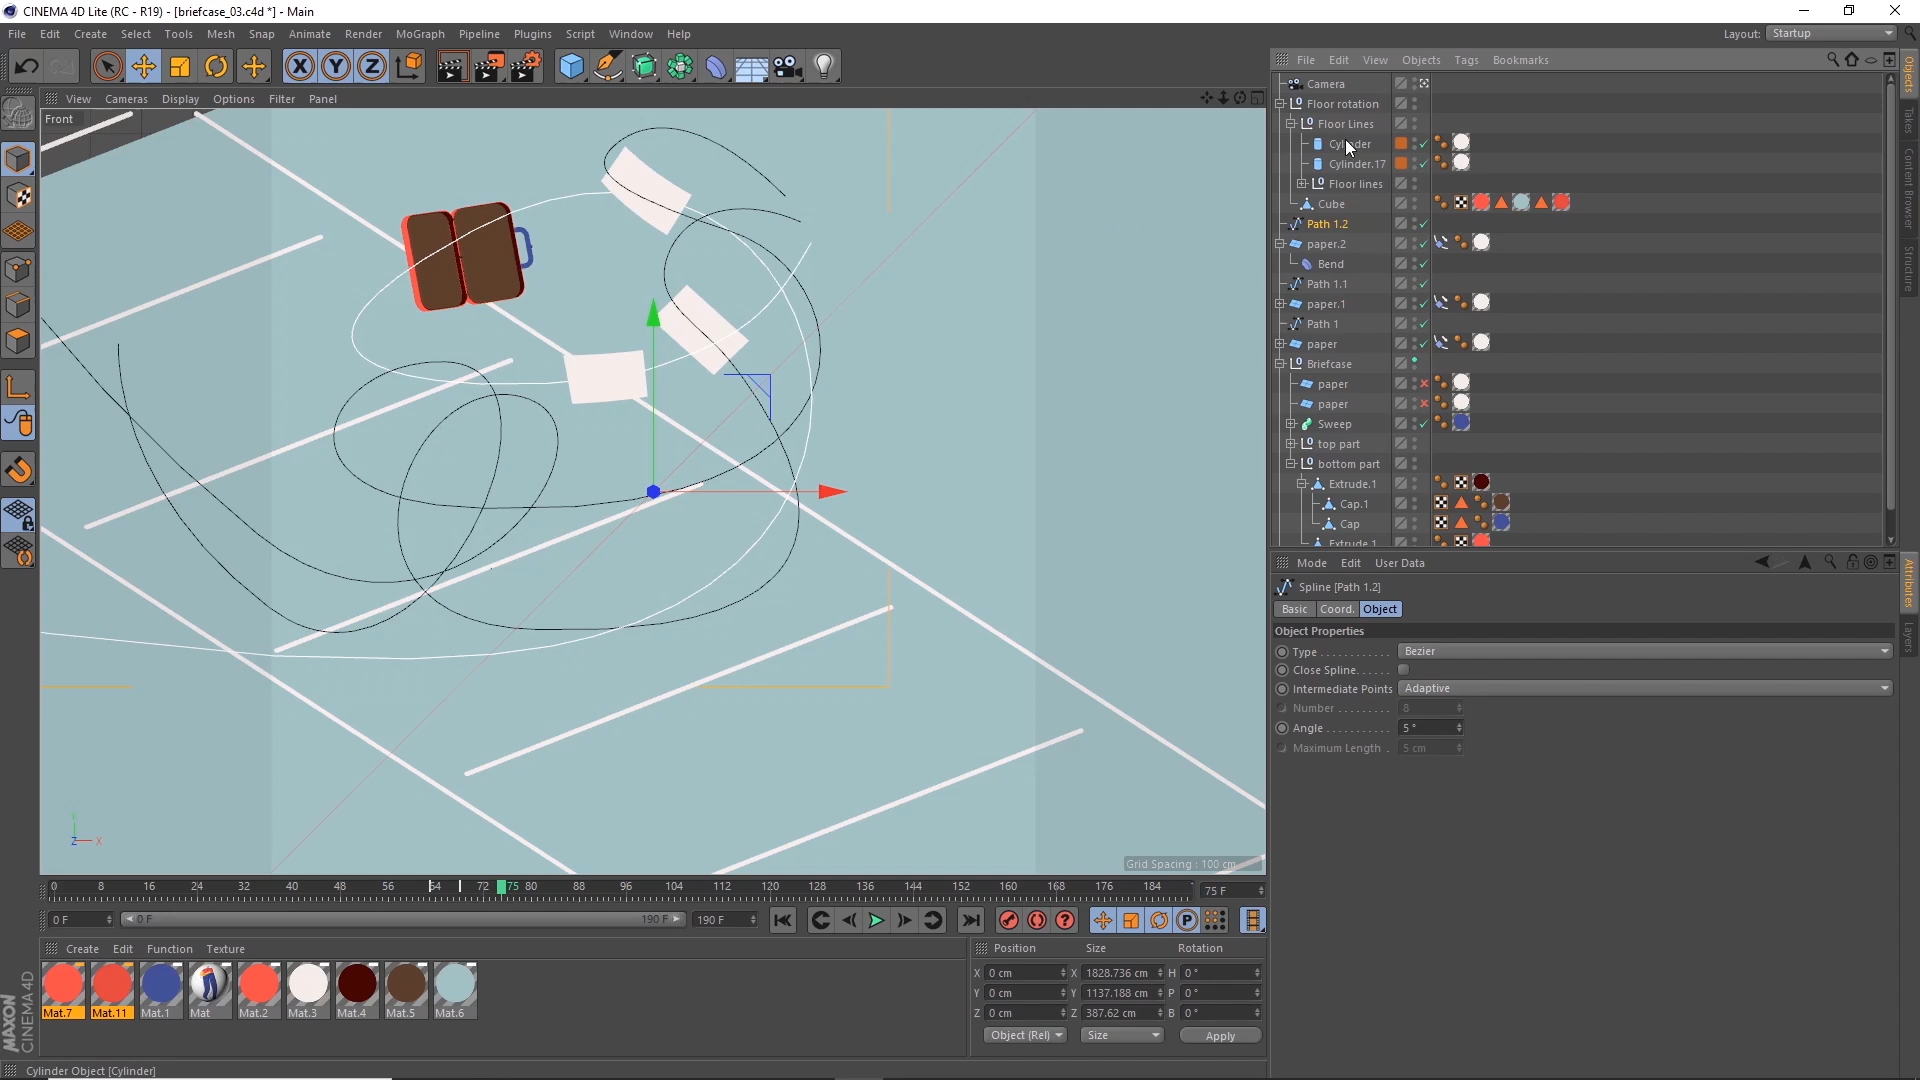 CINEMA 4D Lite (RC - R19) - [briefcase_03.c4d *] - Main
File Edit Create Select Tools Mesh Snap Animate Render MoGraph Pipeline Plugins Script Window Help
Layout: Startup
File Edit View Objects Tags Bookmarks
View Cameras Display Options Filter Panel
Front
Camera
Floor rotation
Floor Lines
Cylinder
Cylinder.17
Floor lines
Cube
Path 1.2
paper.2
Bend
Path 1.1
paper.1
Path 1
paper
Briefcase
paper
paper
Sweep
top part
bottom part
Extrude.1
Cap.1
Cap
Extrude.1
Objects
Takes
Content Browser
Structure
Mode Edit User Data
Spline [Path 1.2]
Basic Coord. Object
Object Properties
Type . . . . . . . . . . . . Bezier
Close Spline. . . . . .
Intermediate Points Adaptive
Number . . . . . . . . . 8
Angle . . . . . . . . . . . 5 °
Maximum Length . 5 cm
Attributes
Layers
Y
Z X
Grid Spacing : 100 cm
0 8 16 24 32 40 48 56 64 72 75 80 88 96 104 112 120 128 136 144 152 160 168 176 184 75 F
0 F 0 F 190 F 190 F
Create Edit Function Texture
Position Size Rotation
X 0 cm X 1828.736 cm H 0 °
Y 0 cm Y 1137.188 cm P 0 °
Z 0 cm Z 387.62 cm B 0 °
Object (Rel) Size Apply
Mat.7 Mat.11 Mat.1 Mat Mat.2 Mat.3 Mat.4 Mat.5 Mat.6
MAXON
CINEMA 4D
Cylinder Object [Cylinder]